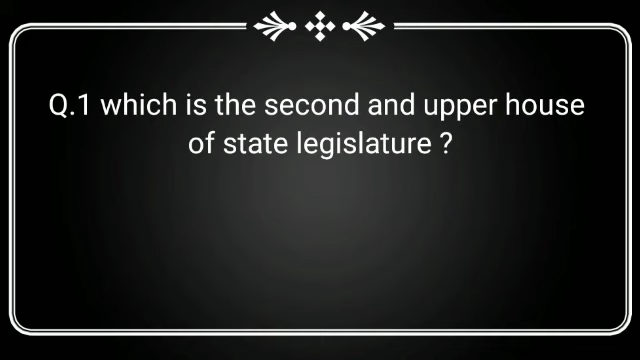 Q.1 which is the second and upper house
of state legislature ?